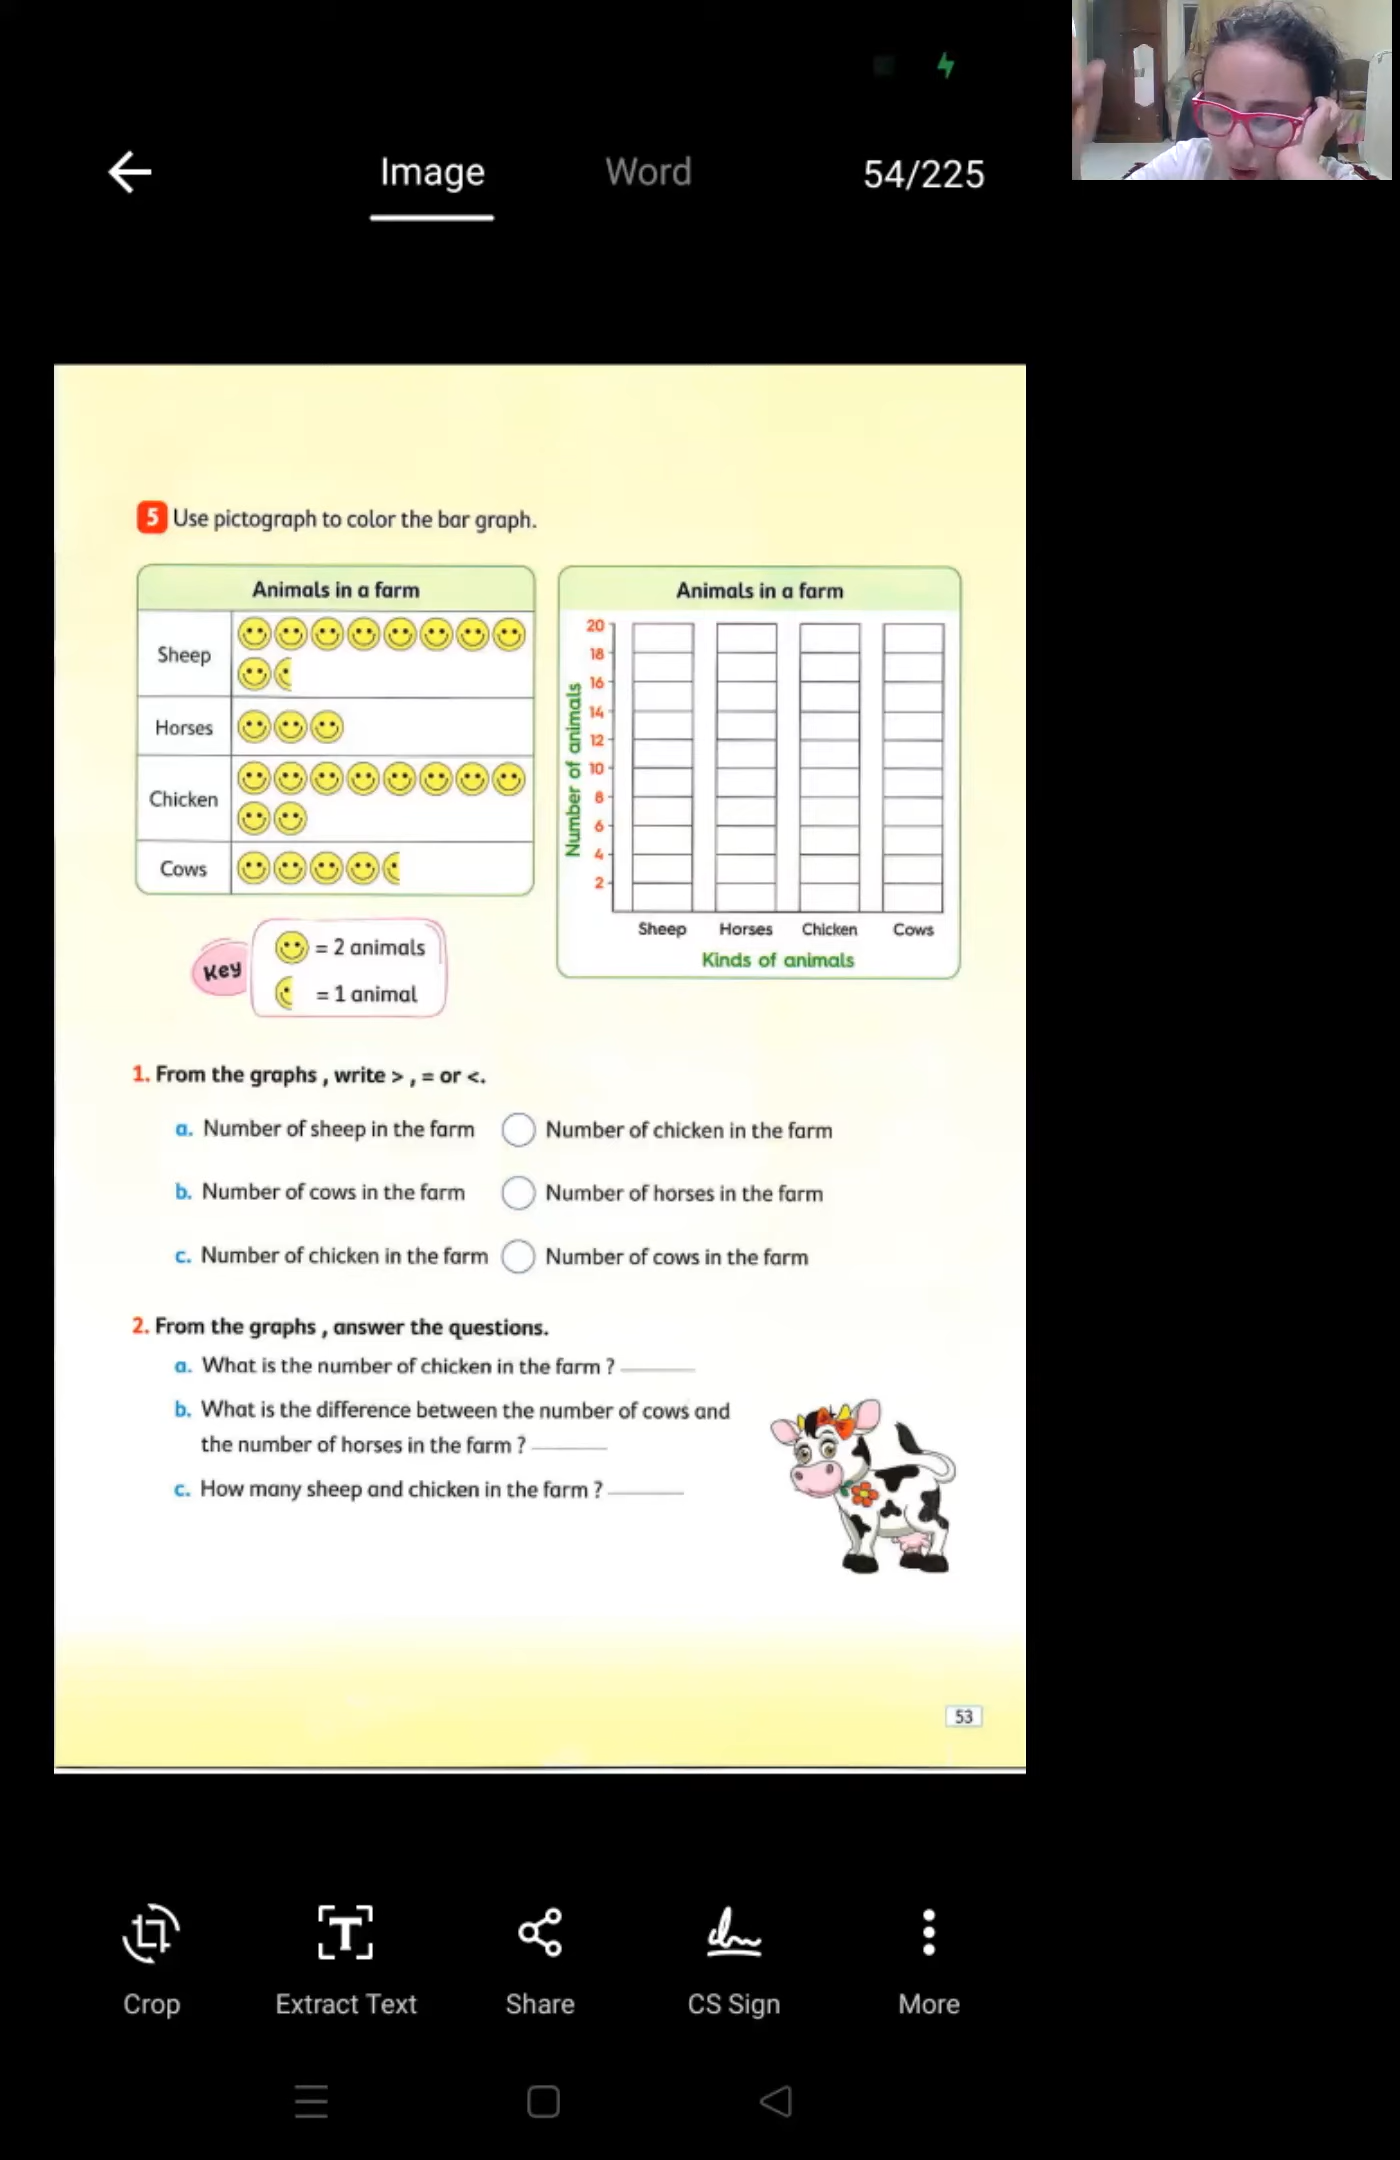 Image
Word
54/225
5 Use pictograph to color the bar graph.
Animals in a farm
Sheep
Horses
Chicken
Cows
Key
= 2 animals
= 1 animal
Animals in a farm
Number of animals
20
18
16
14
12
10
8
6
4
2
Sheep Horses Chicken Cows
Kinds of animals
1. From the graphs , write > , = or <.
a. Number of sheep in the farm Number of chicken in the farm
b. Number of cows in the farm Number of horses in the farm
c. Number of chicken in the farm Number of cows in the farm
2. From the graphs , answer the questions.
a. What is the number of chicken in the farm ?
b. What is the difference between the number of cows and
the number of horses in the farm ?
c. How many sheep and chicken in the farm ?
53
Crop
Extract Text
Share
CS Sign
More